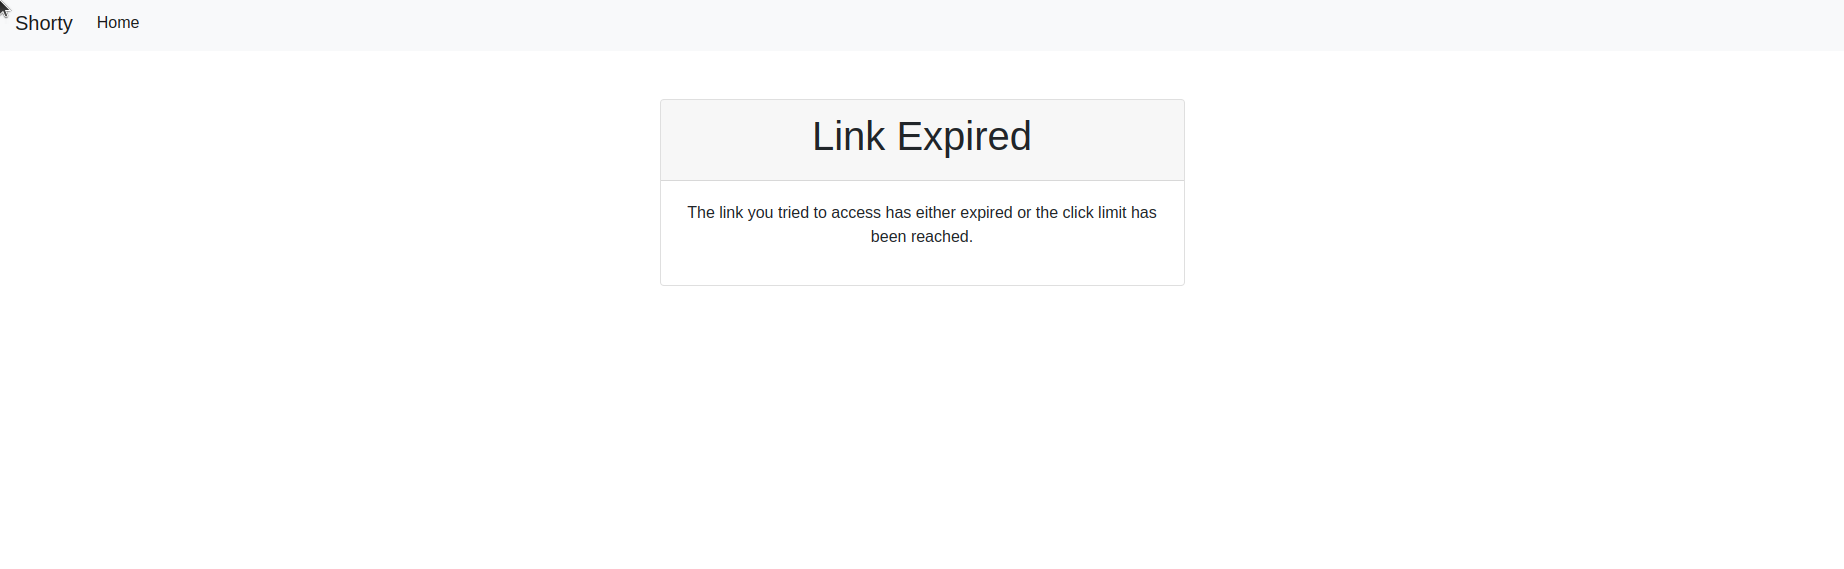 Shorty Home
Link Expired
The link you tried to access has either expired or the click limit has
been reached.